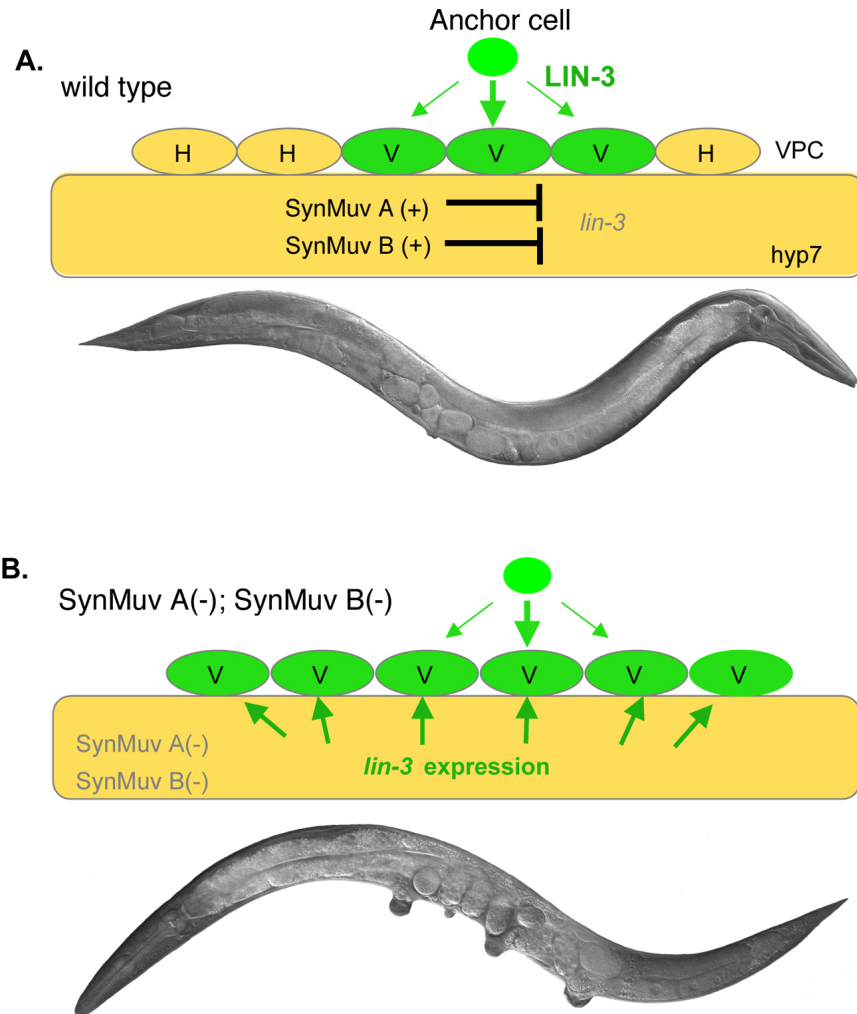 Anchor cell
A.
LIN-3
wild type
H H V V V H VPC
SynMuv A (+)
lin-3
SynMuv B (+)
hyp7
B.
SynMuv A(-); SynMuv B(-)
V V V V V V
SynMuv A(-)
lin-3 expression
SynMuv B(-)